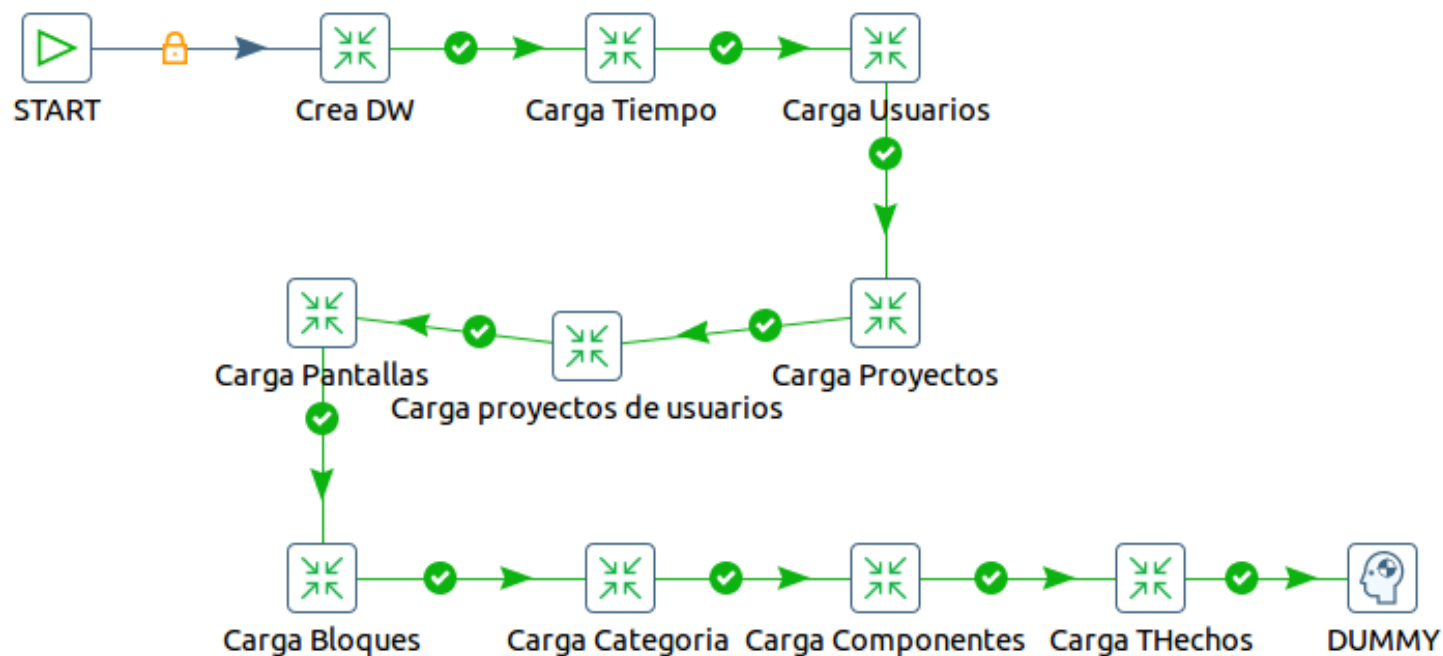 START
Crea DW
Carga Tiempo
Carga Usuarios
Carga Pantallas
Carga proyectos de usuarios
Carga Proyectos
Carga Bloques
Carga Categoria
Carga Componentes
Carga THechos
DUMMY